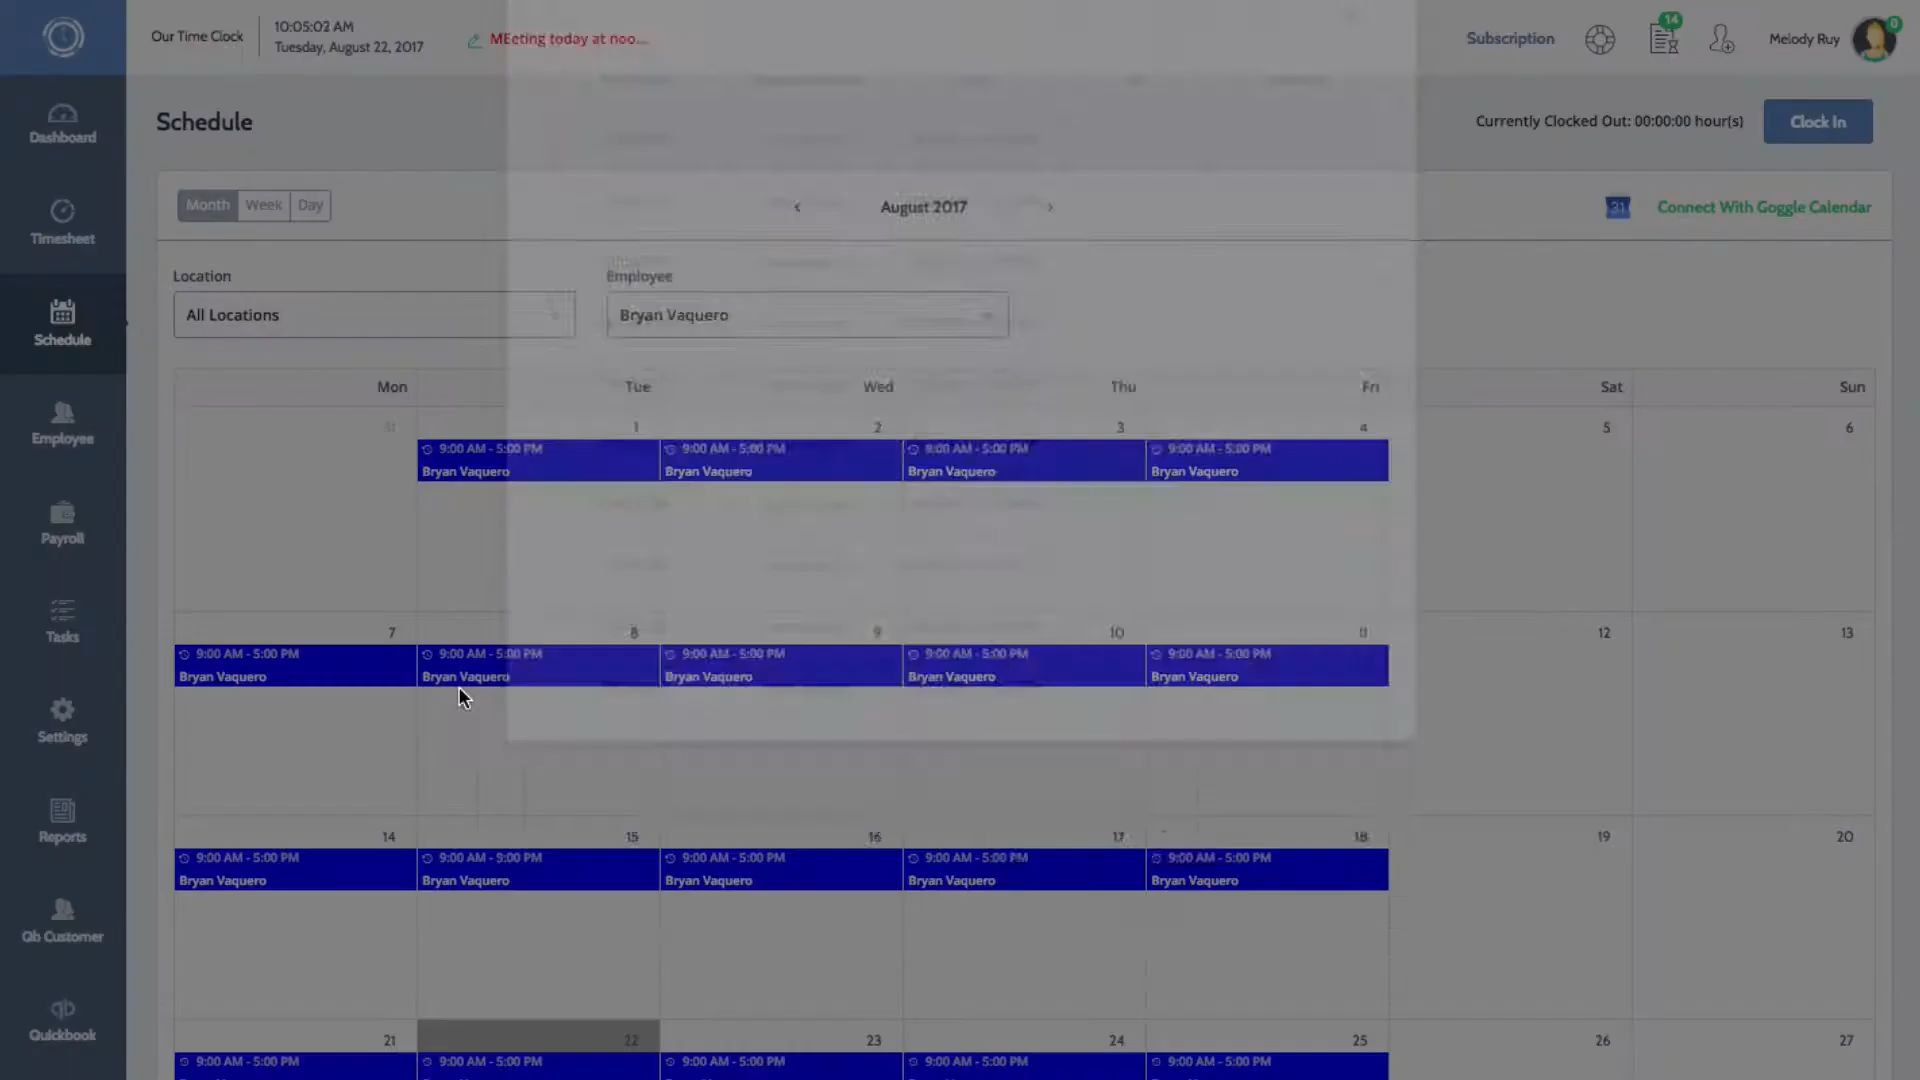 Our Time Clock
10:05:02 AM
Tuesday, August 22, 2017
MEeting today at noo...
Subscription
14
Melody Ruy
0
Dashboard
Timesheet
Schedule
Employee
Payroll
Tasks
Settings
Reports
Qb Customer
Quickbook
Schedule
Currently Clocked Out: 00:00:00 hour(s)
Clock In
Month Week Day
August 2017
31 Connect With Goggle Calendar
Location
All Locations
Employee
Bryan Vaquero
Mon Tue Wed Thu Fri Sat Sun
31 1 2 3 4 5 6
9:00 AM - 5:00 PM 9:00 AM - 5:00 PM 9:00 AM - 5:00 PM 9:00 AM - 5:00 PM
Bryan Vaquero Bryan Vaquero Bryan Vaquero Bryan Vaquero
7 8 9 10 11 12 13
9:00 AM - 5:00 PM 9:00 AM - 5:00 PM 9:00 AM - 5:00 PM 9:00 AM - 5:00 PM 9:00 AM - 5:00 PM
Bryan Vaquero Bryan Vaquero Bryan Vaquero Bryan Vaquero Bryan Vaquero
14 15 16 17 18 19 20
9:00 AM - 5:00 PM 9:00 AM - 9:00 PM 9:00 AM - 5:00 PM 9:00 AM - 5:00 PM 9:00 AM - 5:00 PM
Bryan Vaquero Bryan Vaquero Bryan Vaquero Bryan Vaquero Bryan Vaquero
21 22 23 24 25 26 27
9:00 AM - 5:00 PM 9:00 AM - 5:00 PM 9:00 AM - 5:00 PM 9:00 AM - 5:00 PM 9:00 AM - 5:00 PM